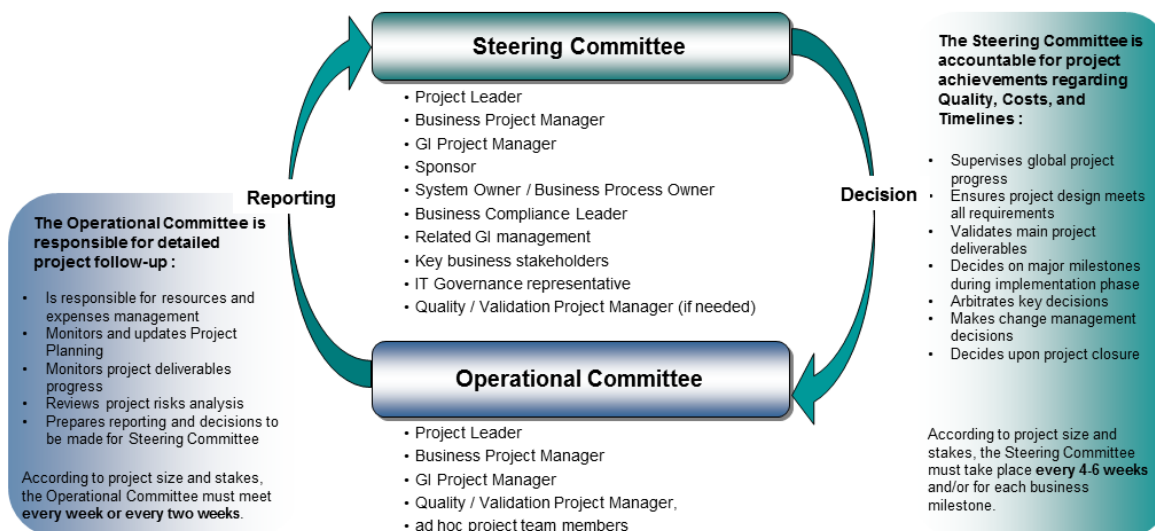 Steering Committee
• Project Leader
• Business Project Manager
• GI Project Manager
• Sponsor
• System Owner / Business Process Owner
• Business Compliance Leader
• Related GI management
• Key business stakeholders
• IT Governance representative
• Quality / Validation Project Manager (if needed)
Reporting
Decision
The Operational Committee is
responsible for detailed
project follow-up :
• Is responsible for resources and
expenses management
• Monitors and updates Project
Planning
• Monitors project deliverables
progress
• Reviews project risks analysis
• Prepares reporting and decisions to
be made for Steering Committee
According to project size and stakes,
the Operational Committee must meet
every week or every two weeks.
Operational Committee
• Project Leader
• Business Project Manager
• GI Project Manager
• Quality / Validation Project Manager,
• ad hoc project team members
The Steering Committee is
accountable for project
achievements regarding
Quality, Costs, and
Timelines :
• Supervises global project
progress
• Ensures project design meets
all requirements
• Validates main project
deliverables
• Decides on major milestones
during implementation phase
• Arbitrates key decisions
• Makes change management
decisions
• Decides upon project closure
According to project size and
stakes, the Steering Committee
must take place every 4-6 weeks
and/or for each business
milestone.